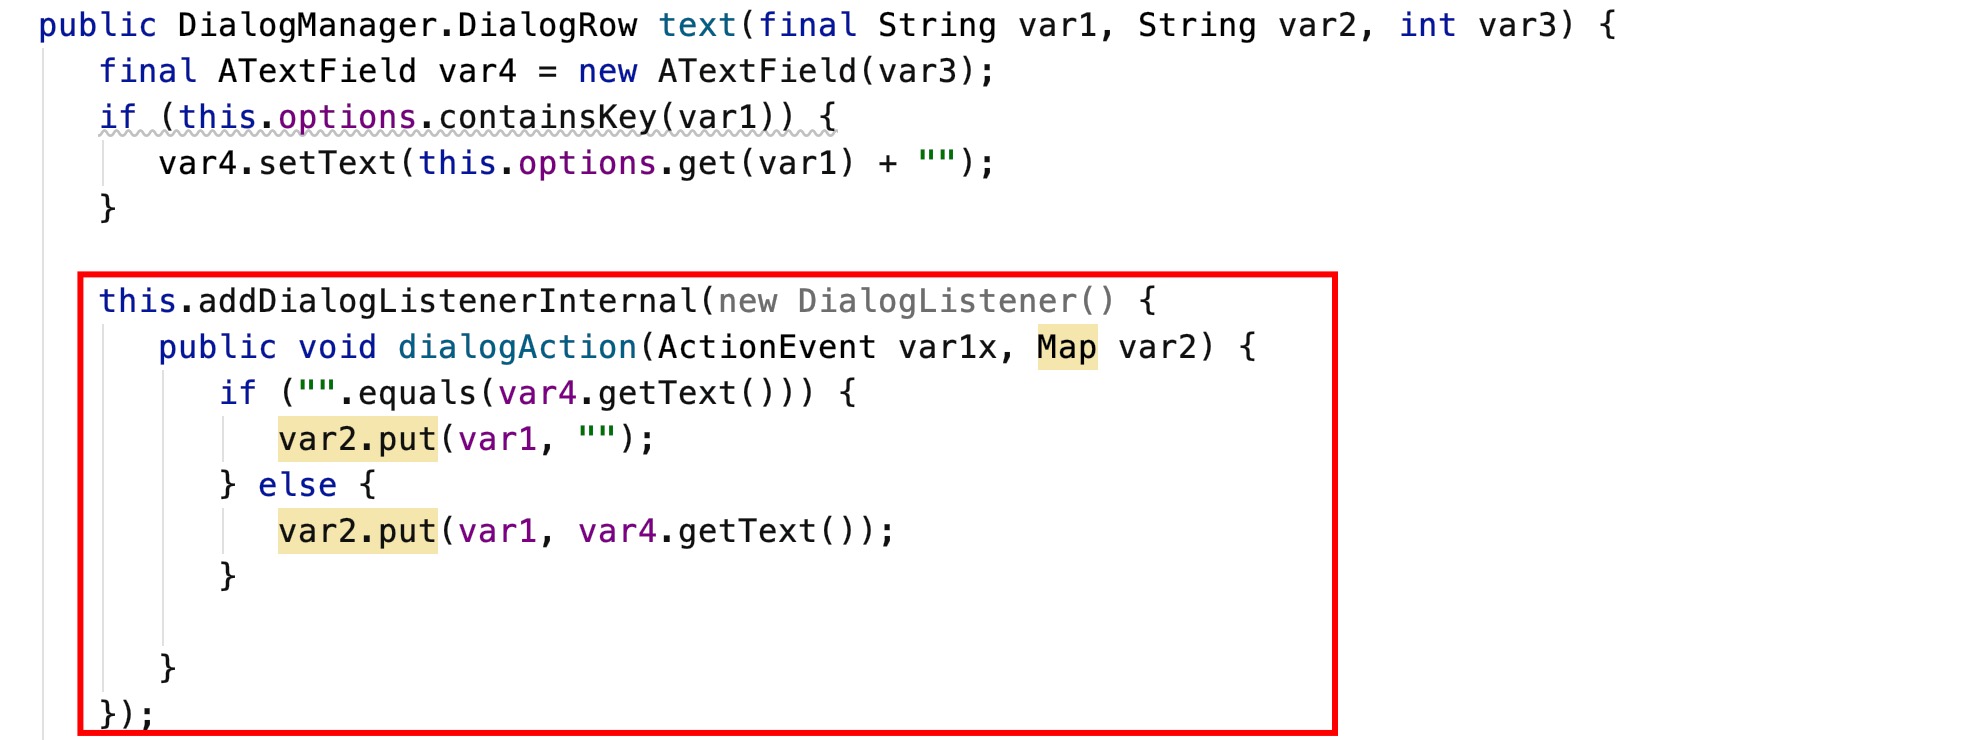 public DialogManager.DialogRow text(final String var1, String var2, int var3) {
final ATextField var4 = new ATextField(var3);
if (this.options.containsKey(var1)) {
var4.setText(this.options.get(var1) + "");
}
this.addDialogListenerInternal(new DialogListener() {
public void dialogAction(ActionEvent var1x, Map var2) {
if ("".equals(var4.getText())) {
var2.put(var1, "");
} else {
var2.put(var1, var4.getText());
}
}
});